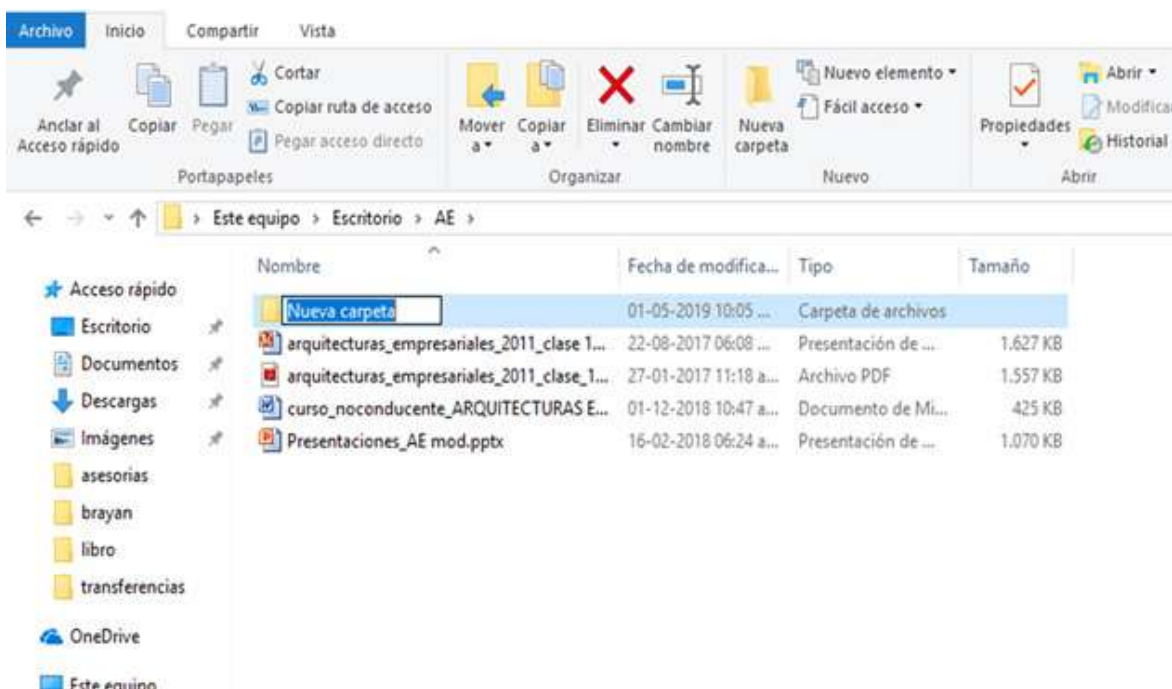 Archivo Inicio Compartir Vista
Anclar al Acceso rápido
Copiar
Pegar
Cortar
Copiar ruta de acceso
Pegar acceso directo
Portapapeles
Mover a
Copiar a
Eliminar
Cambiar nombre
Organizar
Nueva carpeta
Nuevo elemento
Fácil acceso
Nuevo
Propiedades
Abrir
Modifica
Historial
Abrir
Este equipo > Escritorio > AE >
Nombre Fecha de modifica... Tipo Tamaño
Nueva carpeta 01-05-2019 10:05 ... Carpeta de archivos
arquitecturas_empresariales_2011_clase 1... 22-08-2017 06:08 ... Presentación de ... 1.627 KB
arquitecturas_empresariales_2011_clase_1... 27-01-2017 11:18 a... Archivo PDF 1.557 KB
curso_noconducente_ARQUITECTURAS E... 01-12-2018 10:47 a... Documento de Mi... 425 KB
Presentaciones_AE mod.pptx 16-02-2018 06:24 a... Presentación de ... 1.070 KB
Acceso rápido
Escritorio
Documentos
Descargas
Imágenes
asesorias
brayan
libro
transferencias
OneDrive
Este equipo